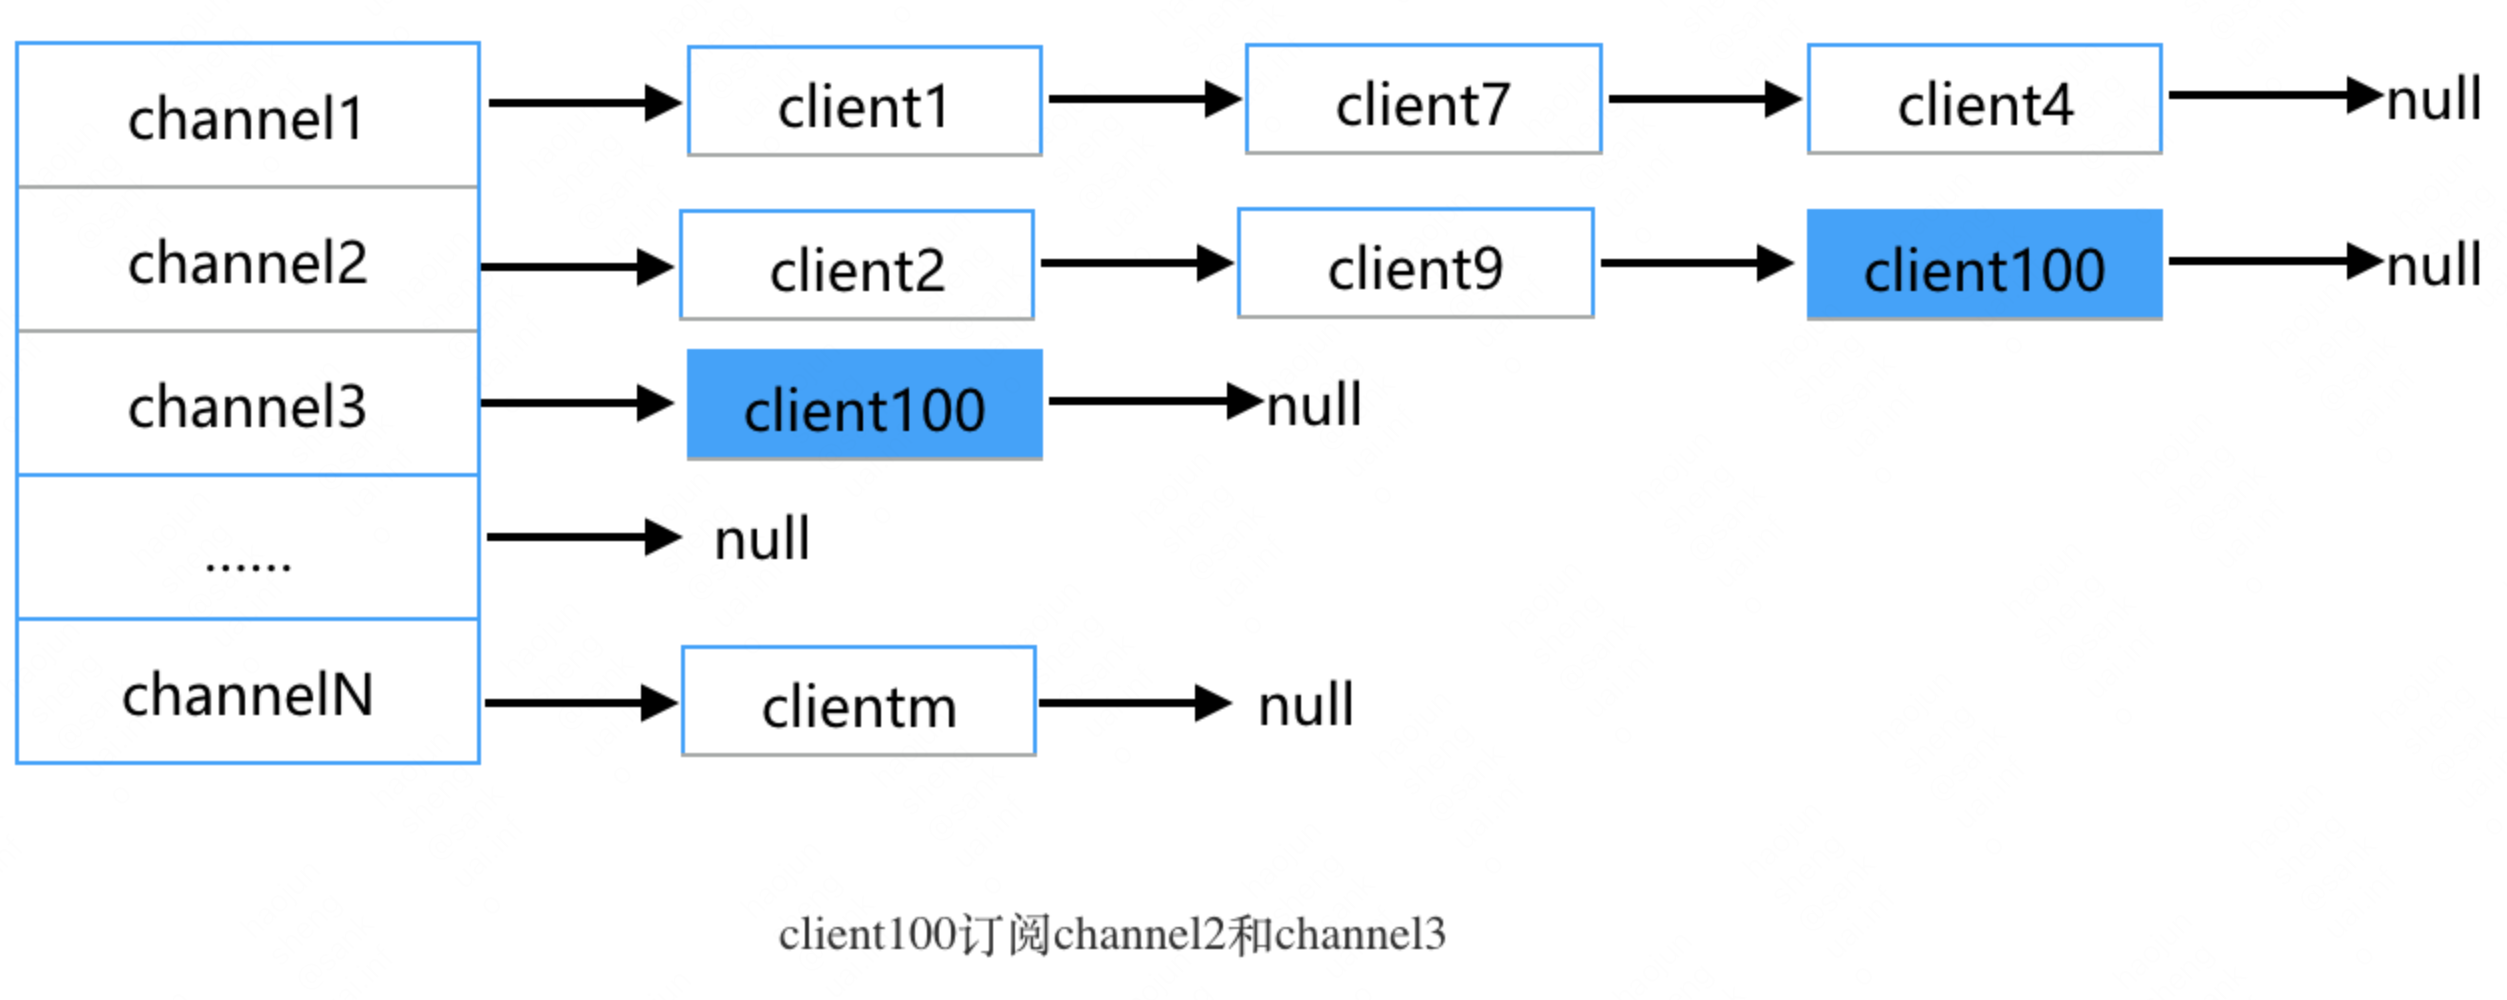 channel1 client1 client7 client4 null
channel2 client2 client9 client100 null
channel3 client100 null
...... null
channelN clientm null
client100订阅channel2和channel3